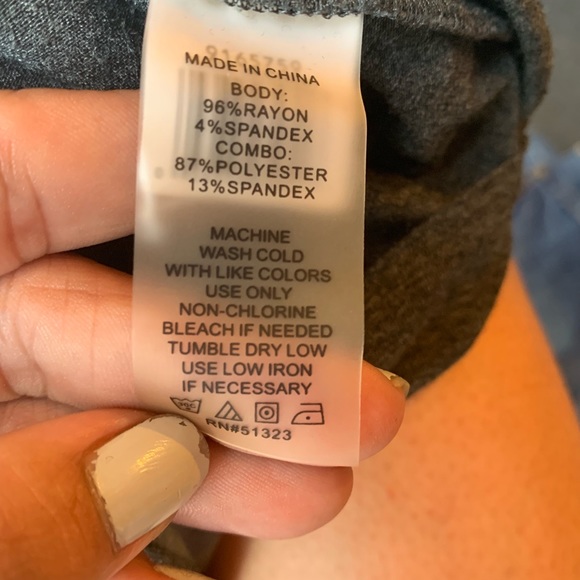 MADE IN CHINA
BODY:
96%RAYON
4%SPANDEX
COMBO:
87%POLYESTER
13%SPANDEX
MACHINE
WASH COLD
WITH LIKE COLORS
USE ONLY
NON-CHLORINE
BLEACH IF NEEDED
TUMBLE DRY LOW
USE LOW IRON
IF NECESSARY
RN#51323